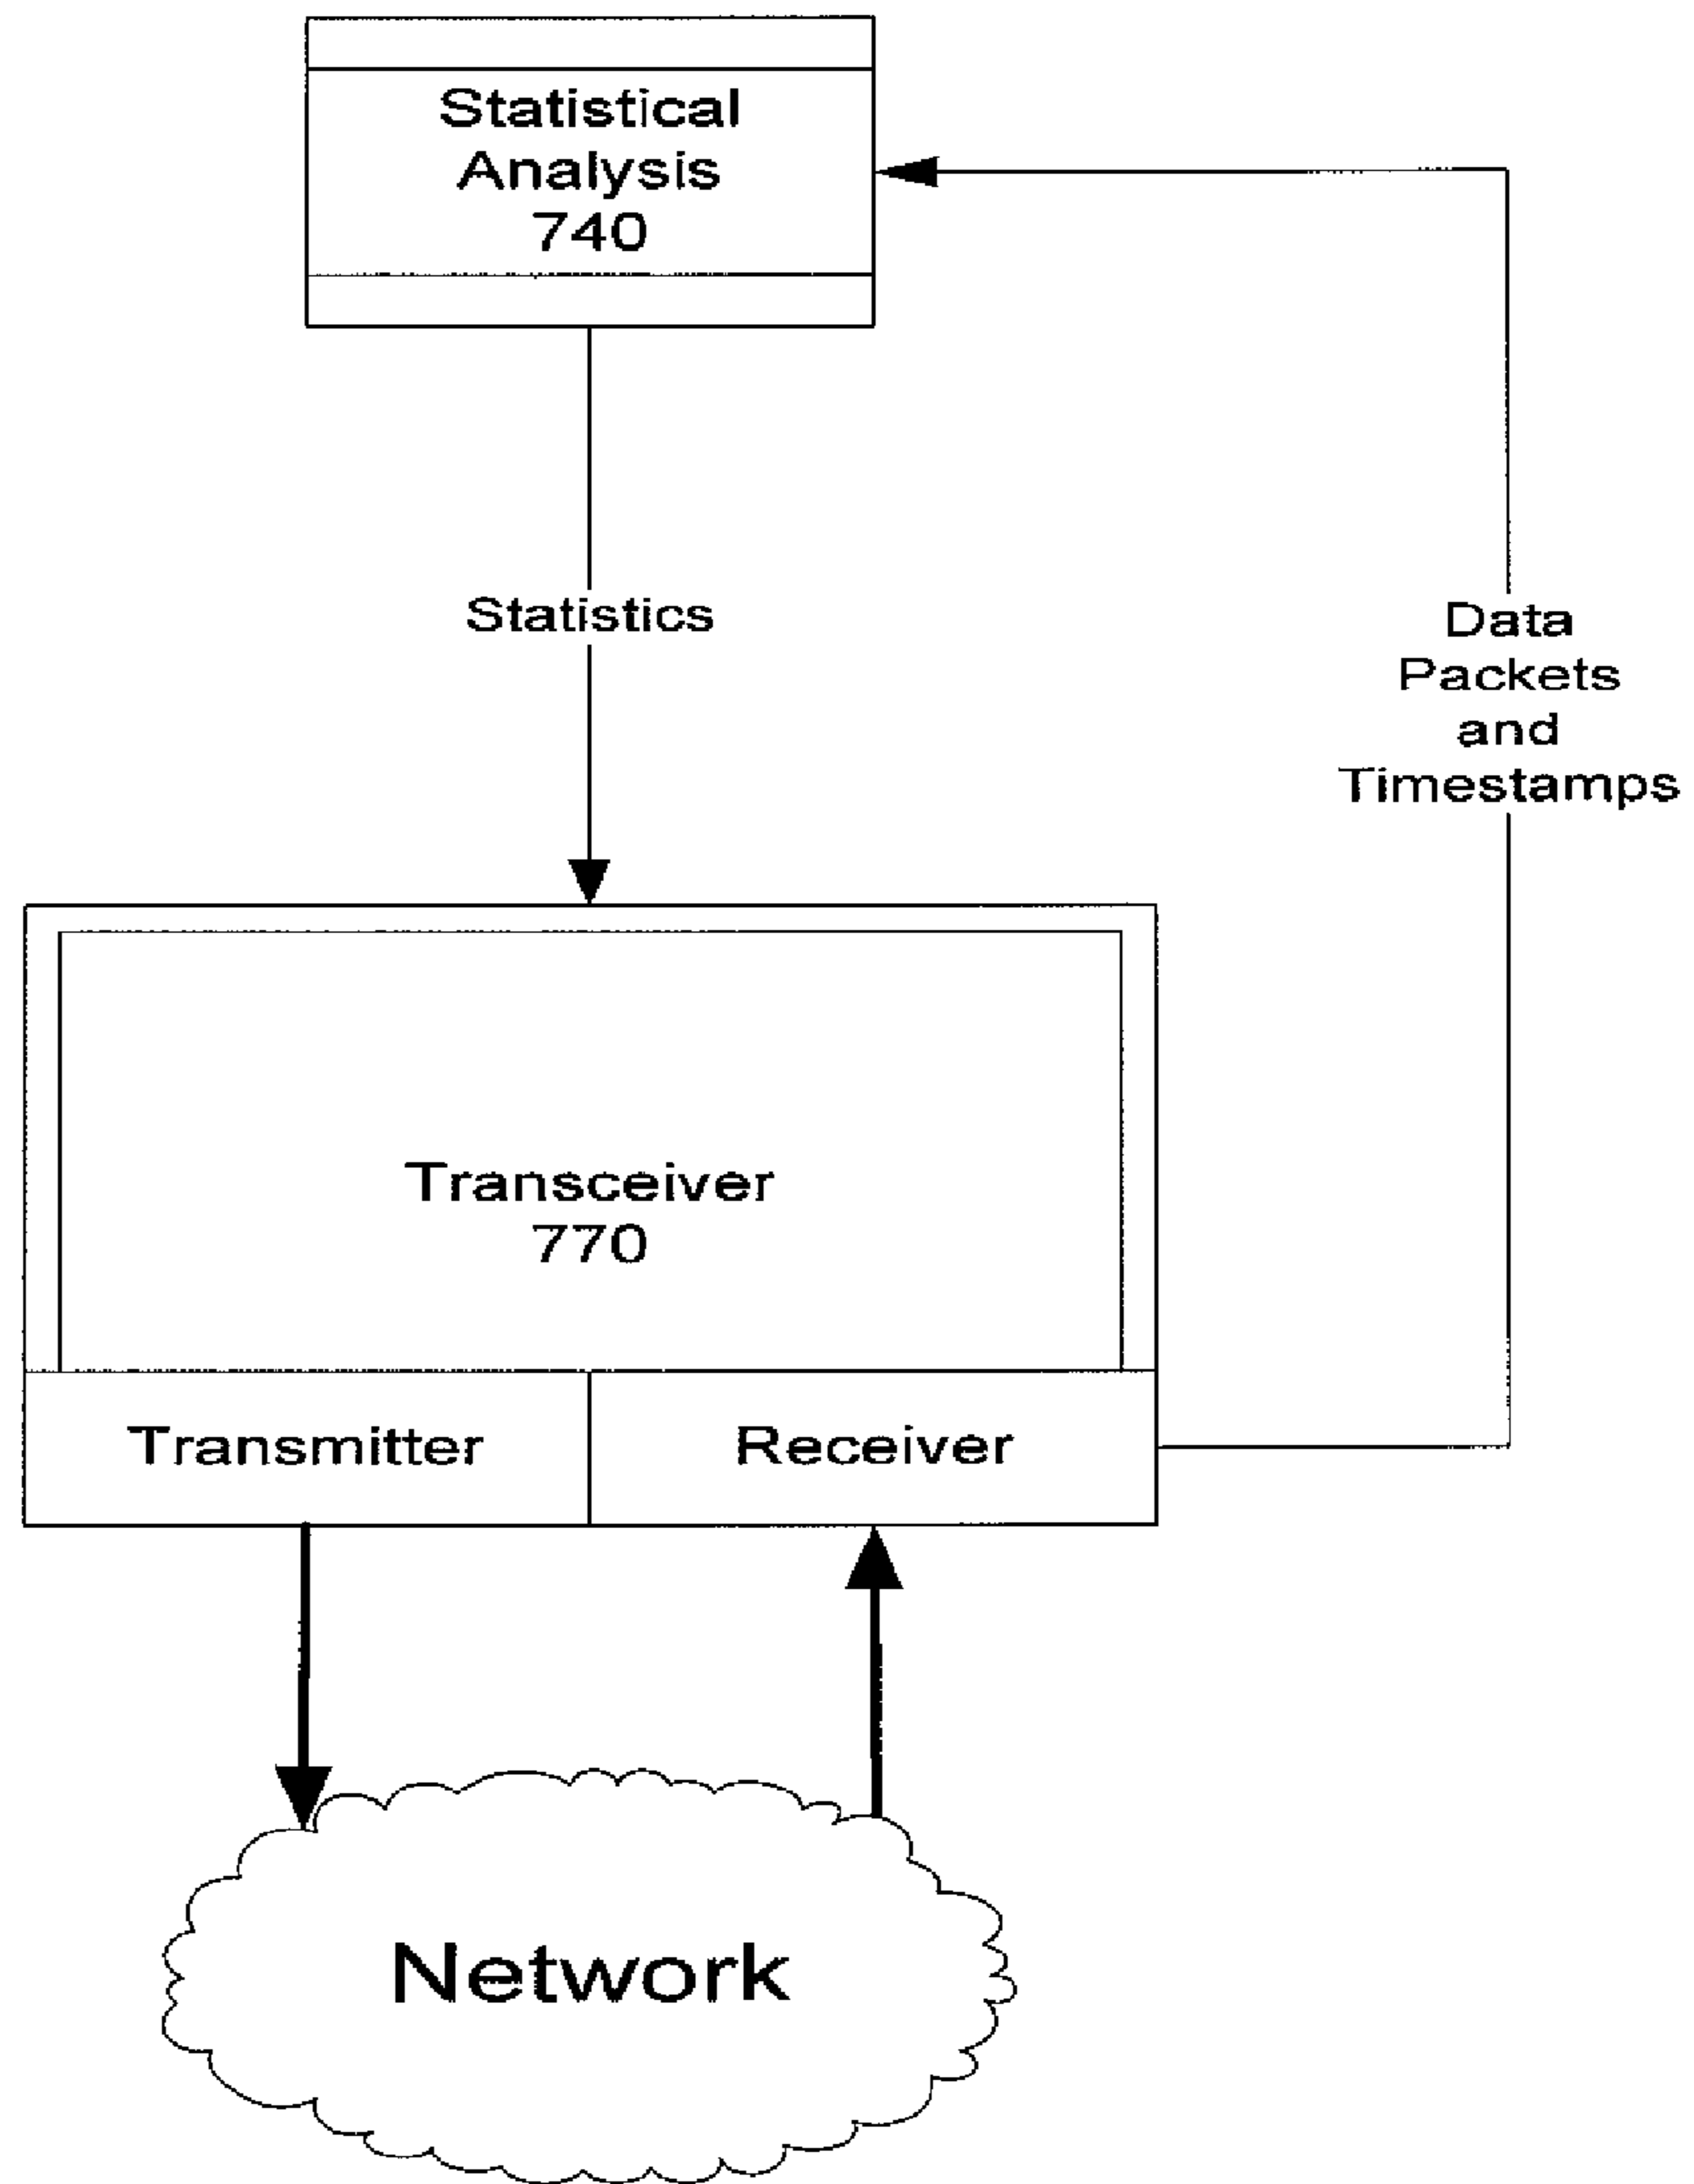 Statistical
Analysis
740
Statistics
Data
Packets
and
Timestamps
Transceiver
770
Transmitter
Receiver
Network